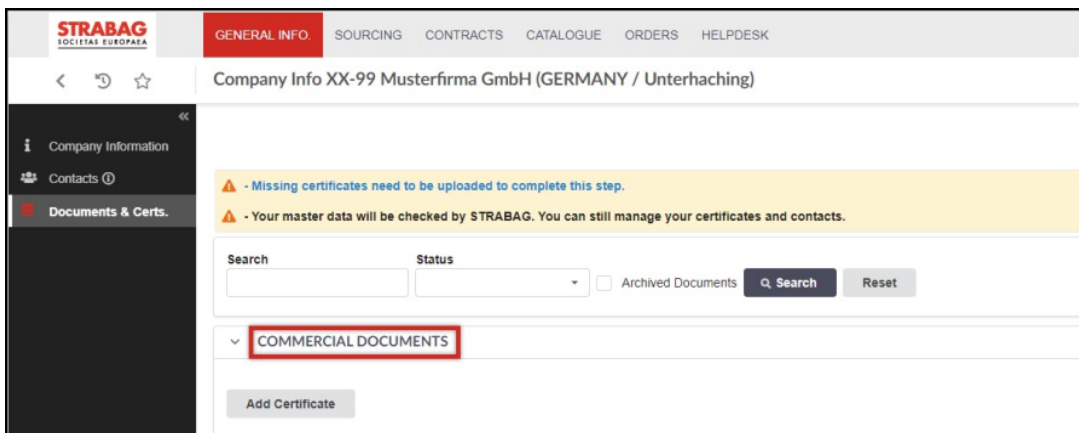 STRABAG
SOCIETAS EUROPAEA
GENERAL INFO. SOURCING CONTRACTS CATALOGUE ORDERS HELPDESK
Company Info XX-99 Musterfirma GmbH (GERMANY / Unterhaching)
Company Information
Contacts
Documents & Certs.
- Missing certificates need to be uploaded to complete this step.
- Your master data will be checked by STRABAG. You can still manage your certificates and contacts.
Search Status
Archived Documents Search Reset
COMMERCIAL DOCUMENTS
Add Certificate